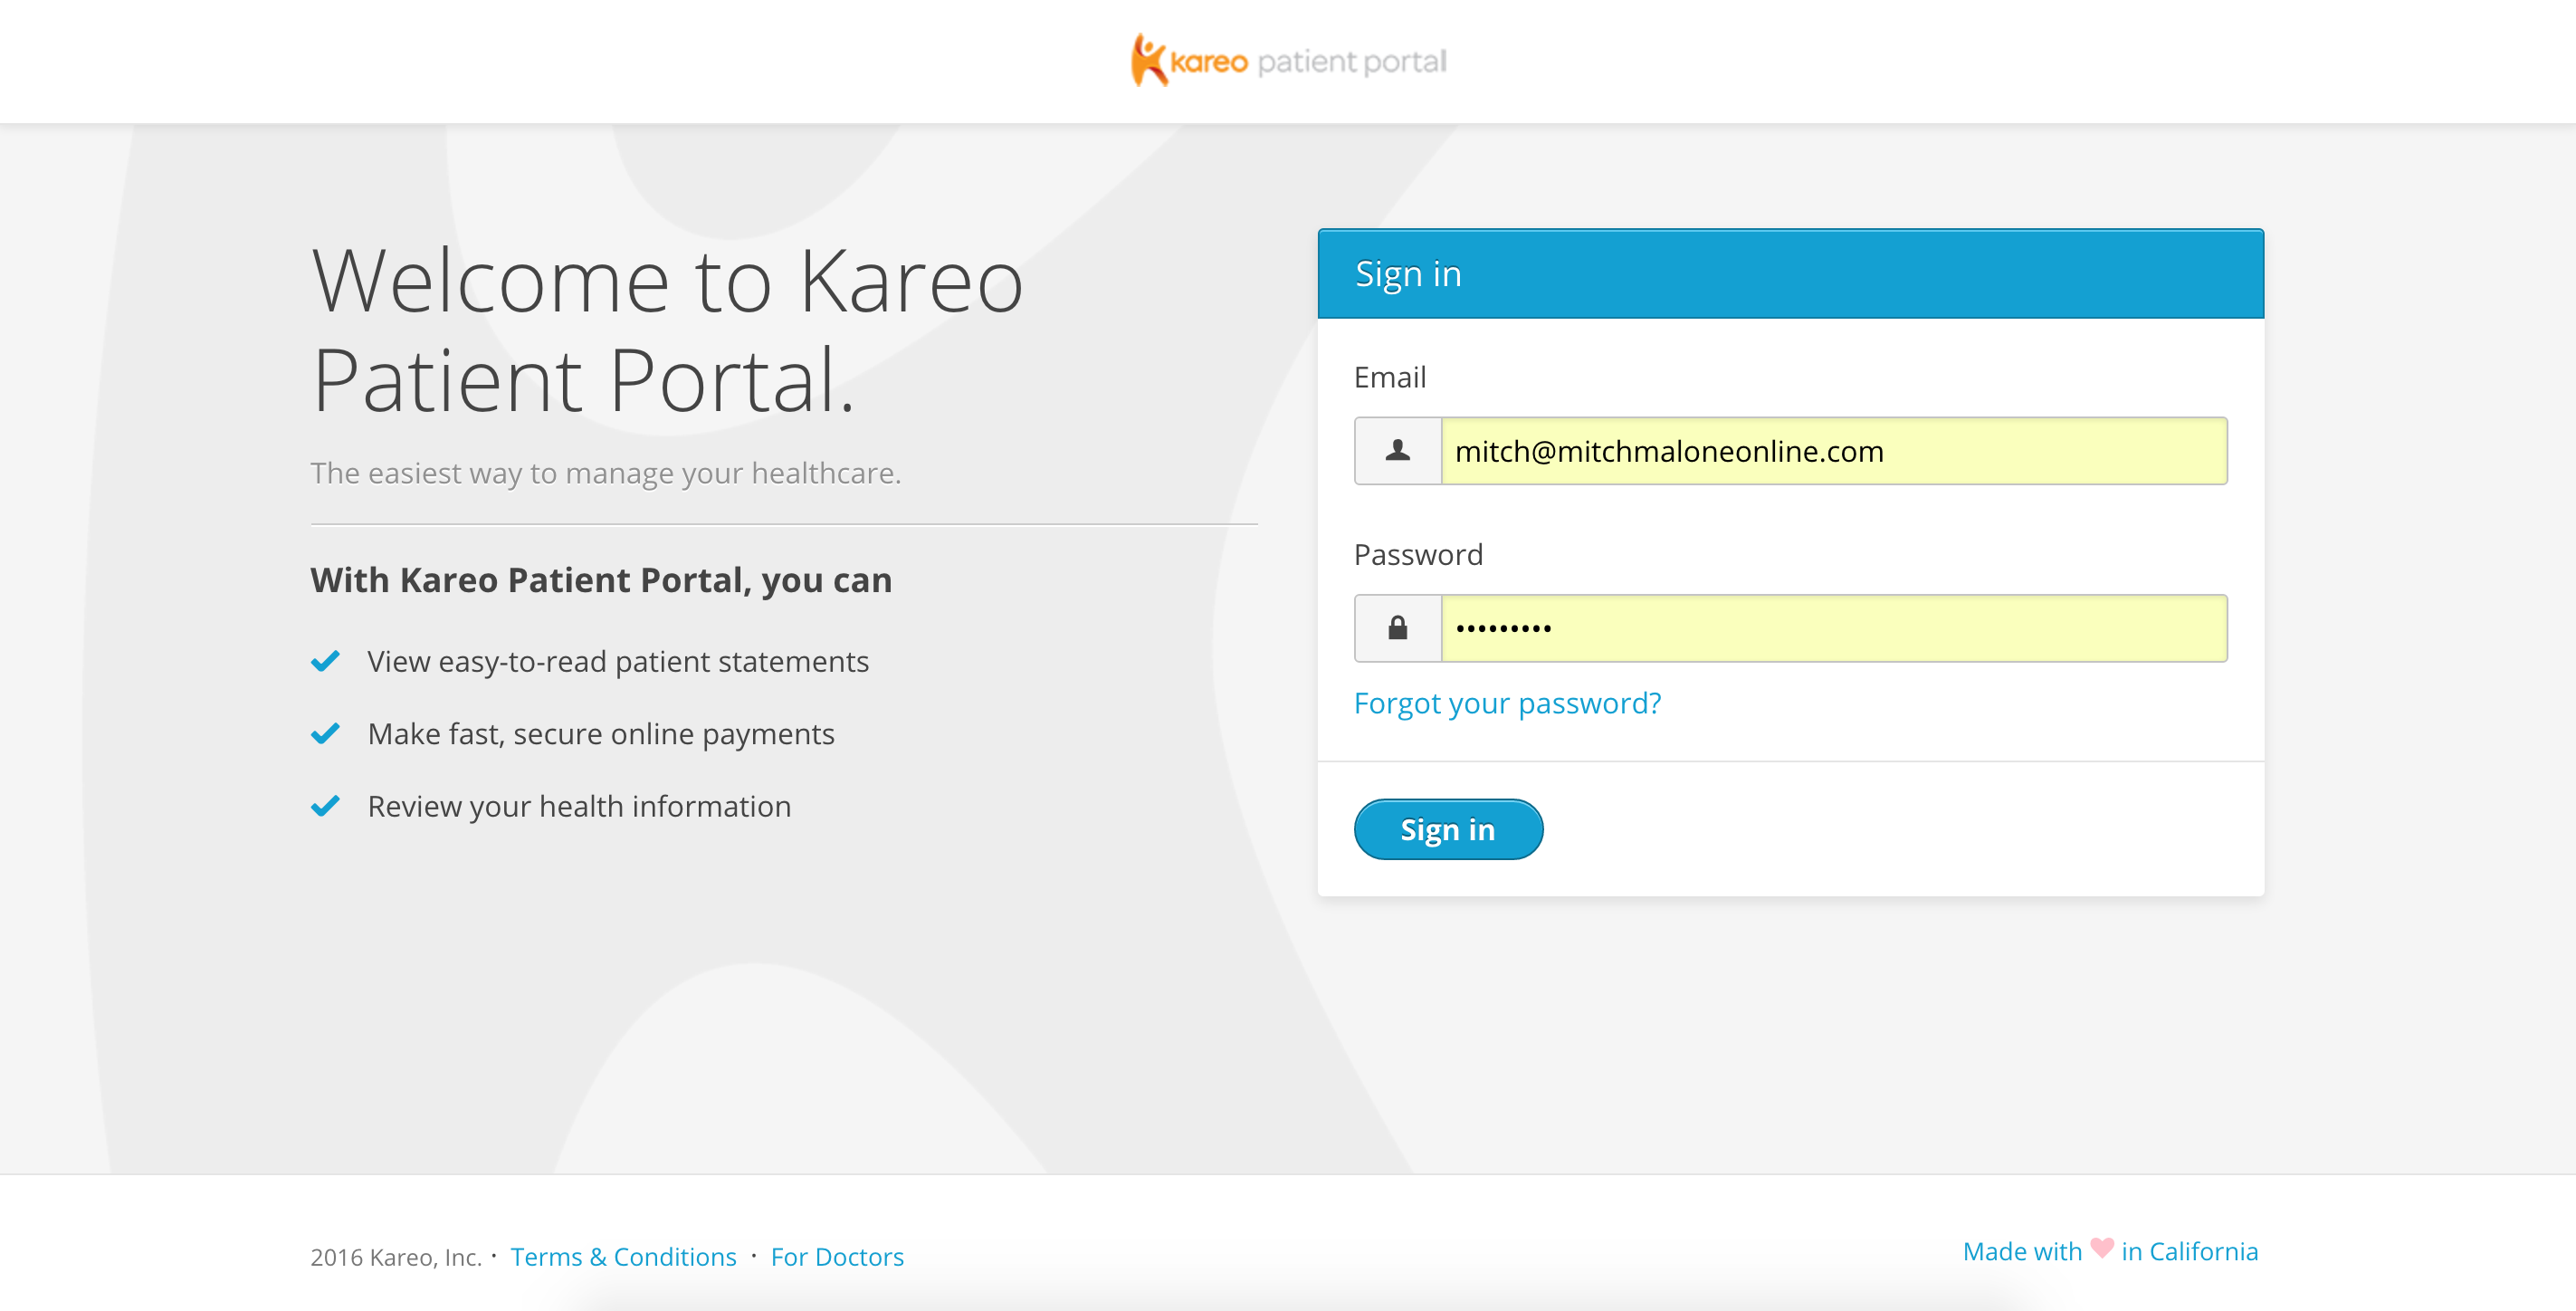 kareo patient portal
Welcome to Kareo
Patient Portal.
The easiest way to manage your healthcare.
With Kareo Patient Portal, you can
View easy-to-read patient statements
Make fast, secure online payments
Review your health information
Sign in
Email
mitch@mitchmaloneonline.com
Password
•••••••••
Forgot your password?
Sign in
2016 Kareo, Inc. · Terms & Conditions · For Doctors
Made with ♥ in California